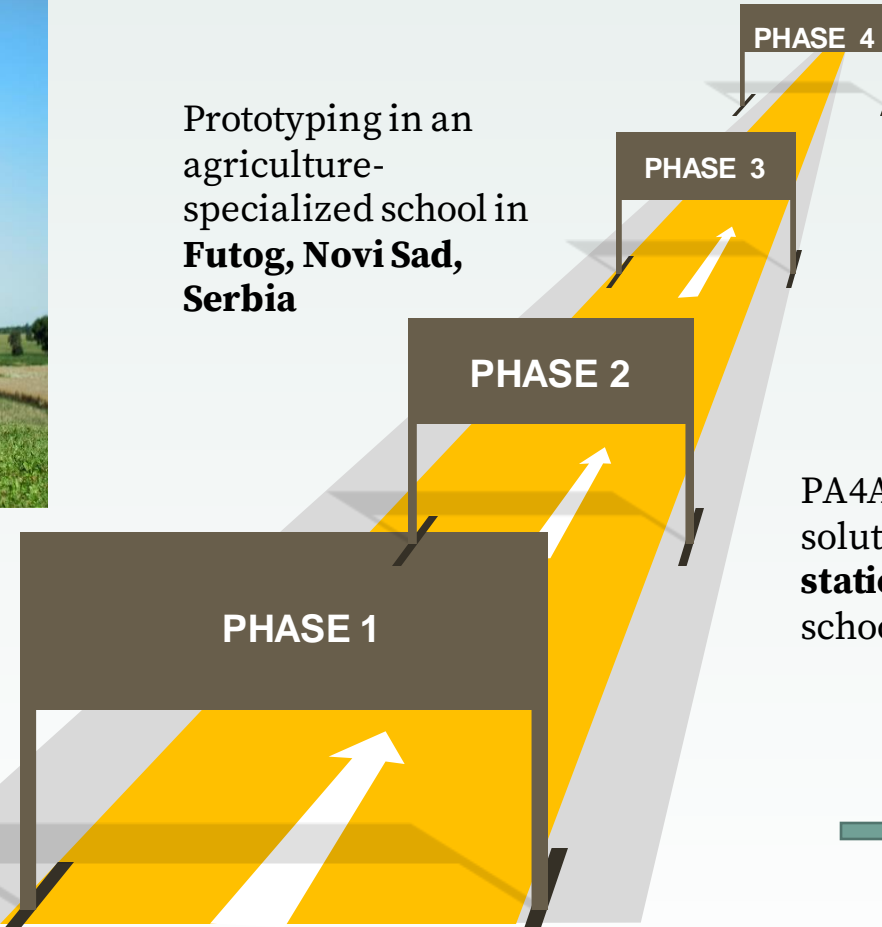 PHASE 4
Prototyping in an
agriculture-
specialized school in
Futog, Novi Sad,
Serbia
PHASE 3
PHASE 2
PHASE 1